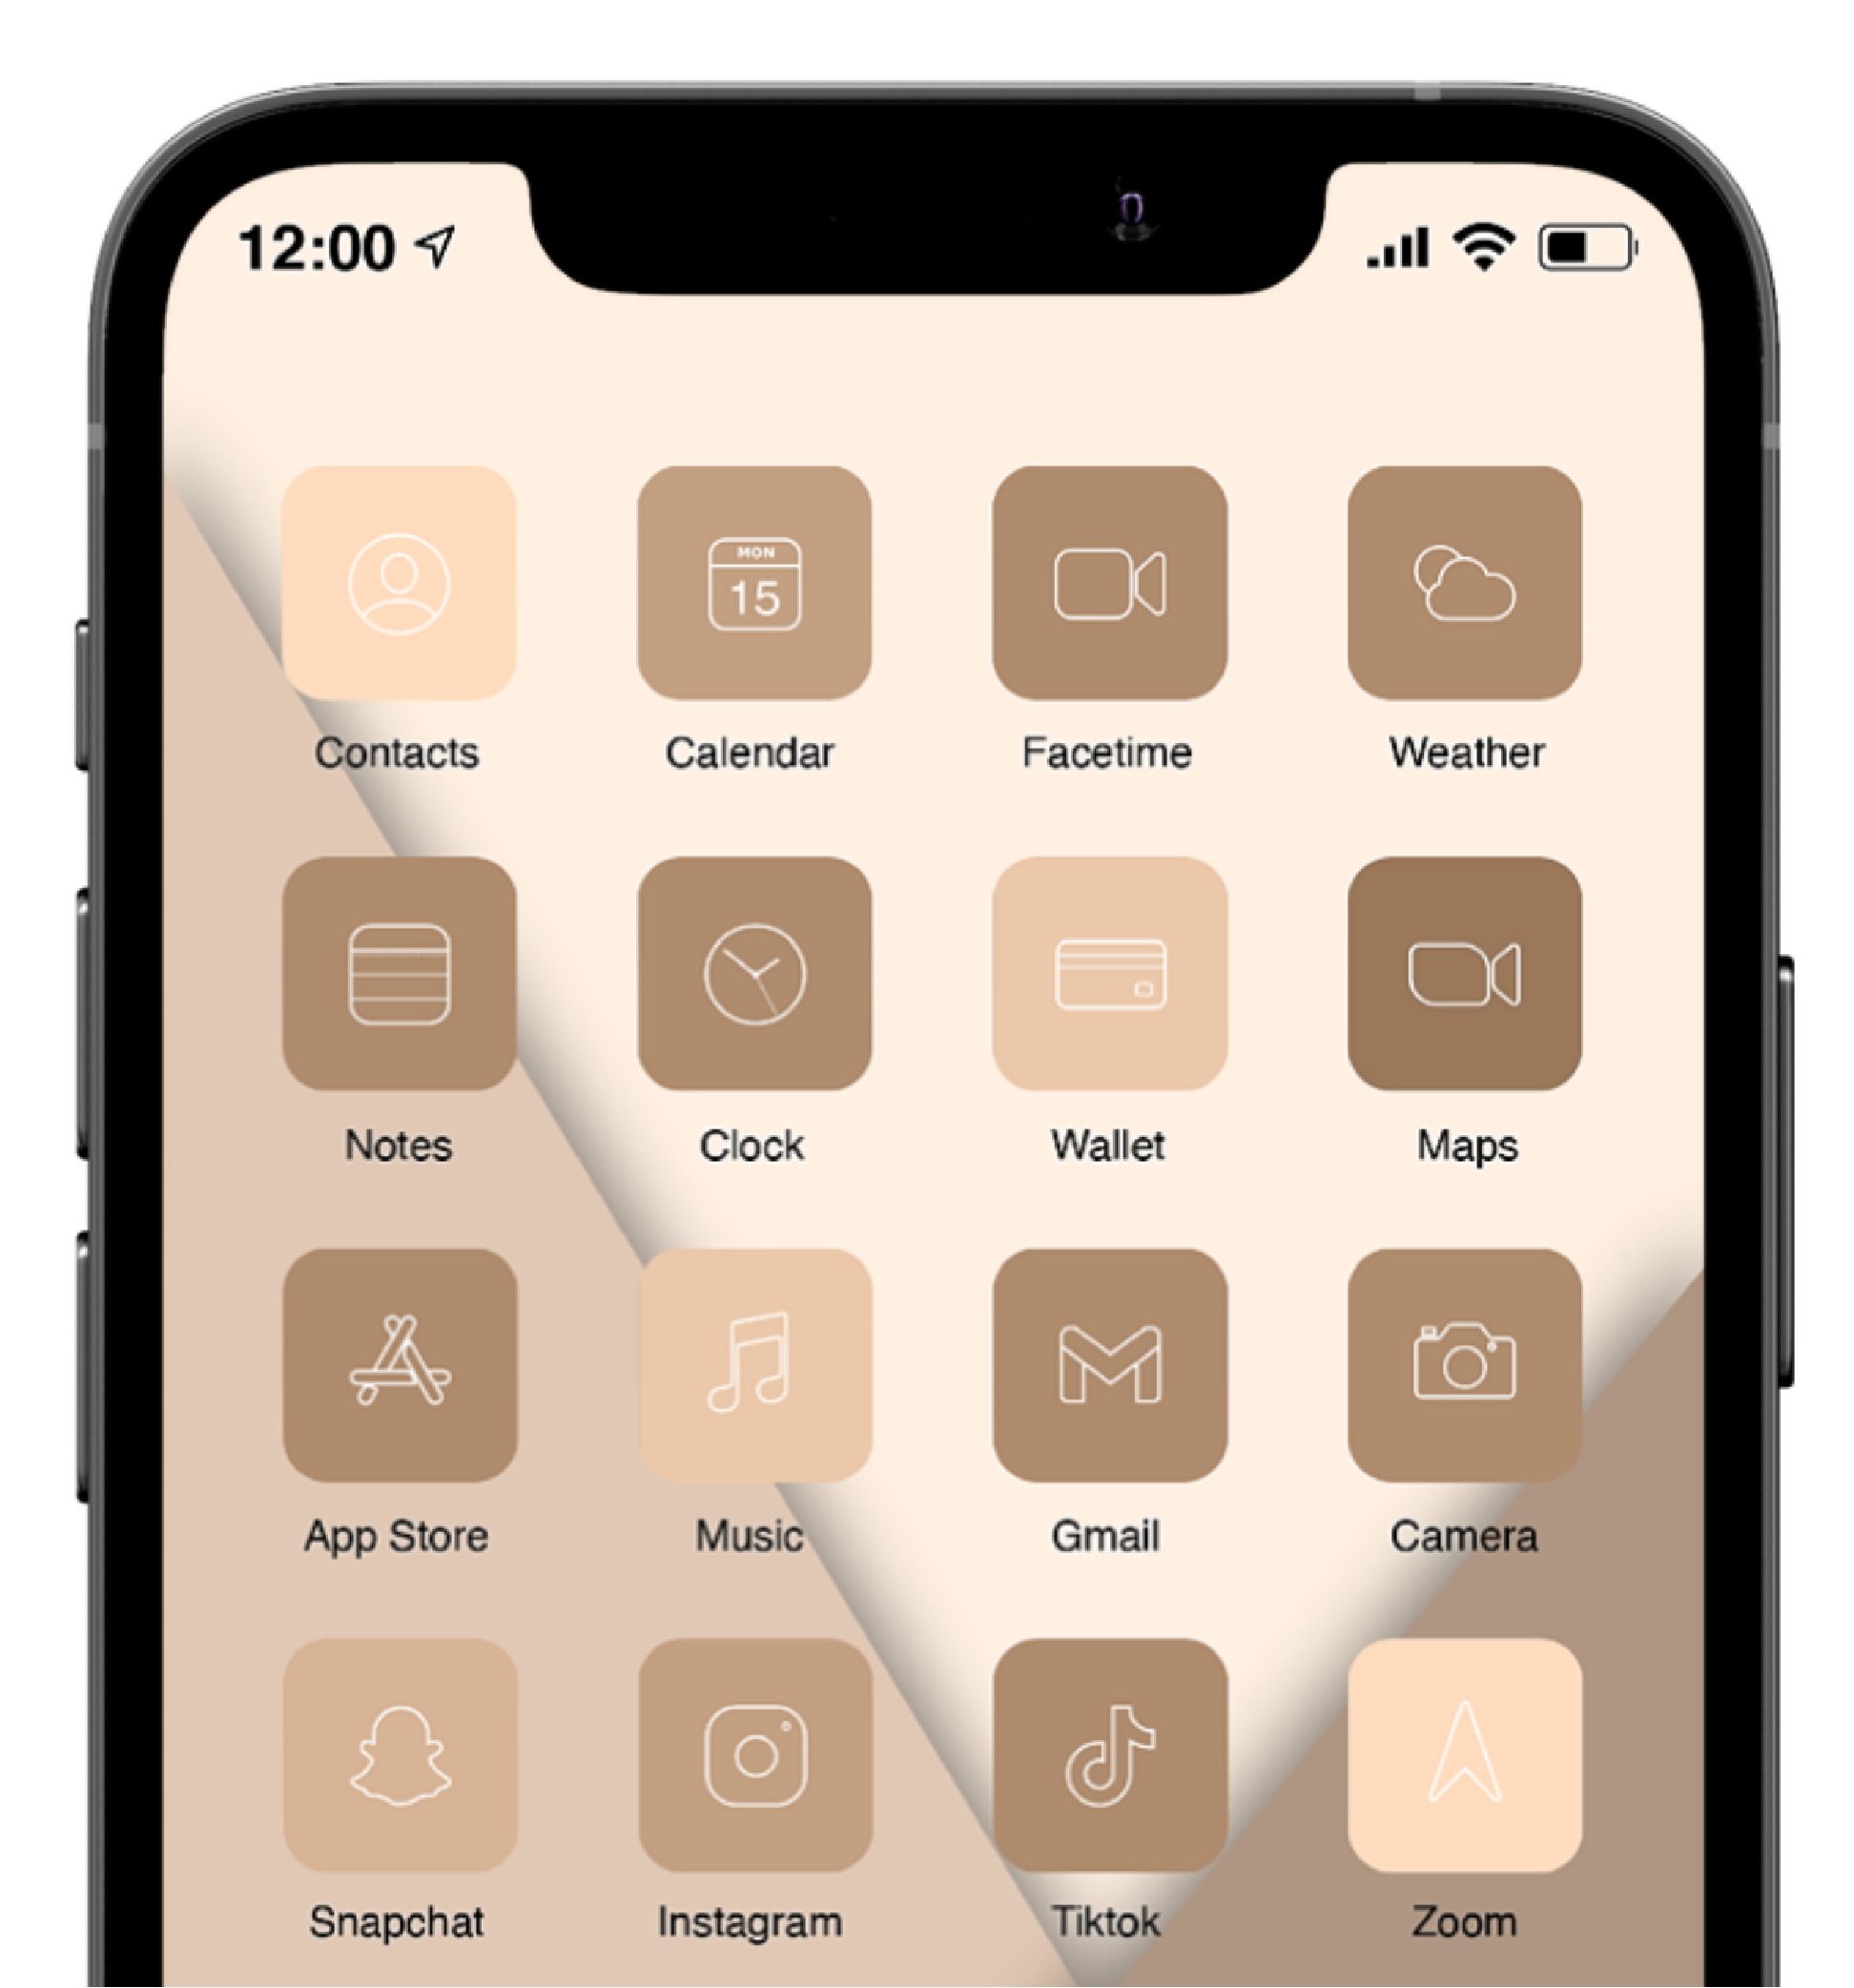 12:00
MON
15
Contacts Calendar Facetime Weather
Notes Clock Wallet Maps
App Store Music Gmail Camera
Snapchat Instagram Tiktok Zoom